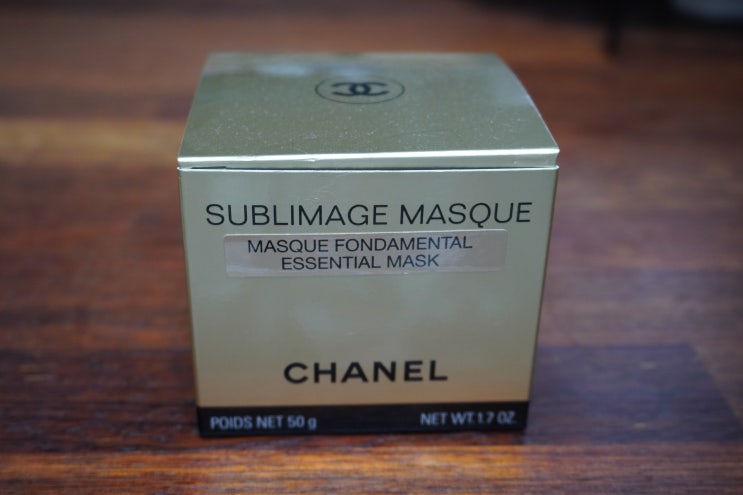 SUBLIMAGE MASQUE
MASQUE FONDAMENTAL
ESSENTIAL MASK
CHANEL
POIDS NET 50 g NET WT.1.7 OZ.